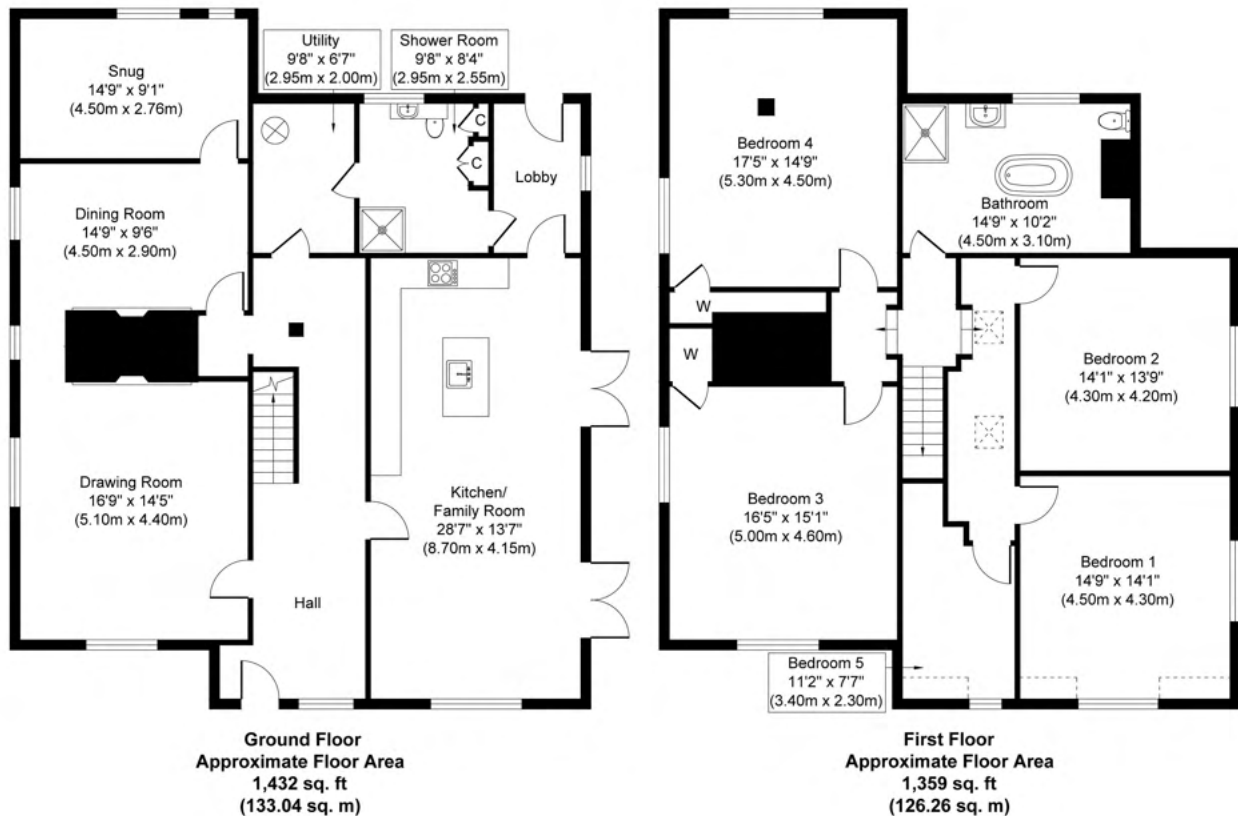 Utility
9'8" x 6'7"
(2.95m x 2.00m)
Shower Room
9'8" x 8'4"
(2.95m x 2.55m)
Snug
14'9" x 9'1"
(4.50m x 2.76m)
C
C
Lobby
Dining Room
14'9" x 9'6"
(4.50m x 2.90m)
Drawing Room
16'9" x 14'5"
(5.10m x 4.40m)
Kitchen/
Family Room
28'7" x 13'7"
(8.70m x 4.15m)
Hall
Ground Floor
Approximate Floor Area
1,432 sq. ft
(133.04 sq. m)
Bedroom 4
17'5" x 14'9"
(5.30m x 4.50m)
Bathroom
14'9" x 10'2"
(4.50m x 3.10m)
W
W
Bedroom 2
14'1" x 13'9"
(4.30m x 4.20m)
Bedroom 3
16'5" x 15'1"
(5.00m x 4.60m)
Bedroom 1
14'9" x 14'1"
(4.50m x 4.30m)
Bedroom 5
11'2" x 7'7"
(3.40m x 2.30m)
First Floor
Approximate Floor Area
1,359 sq. ft
(126.26 sq. m)